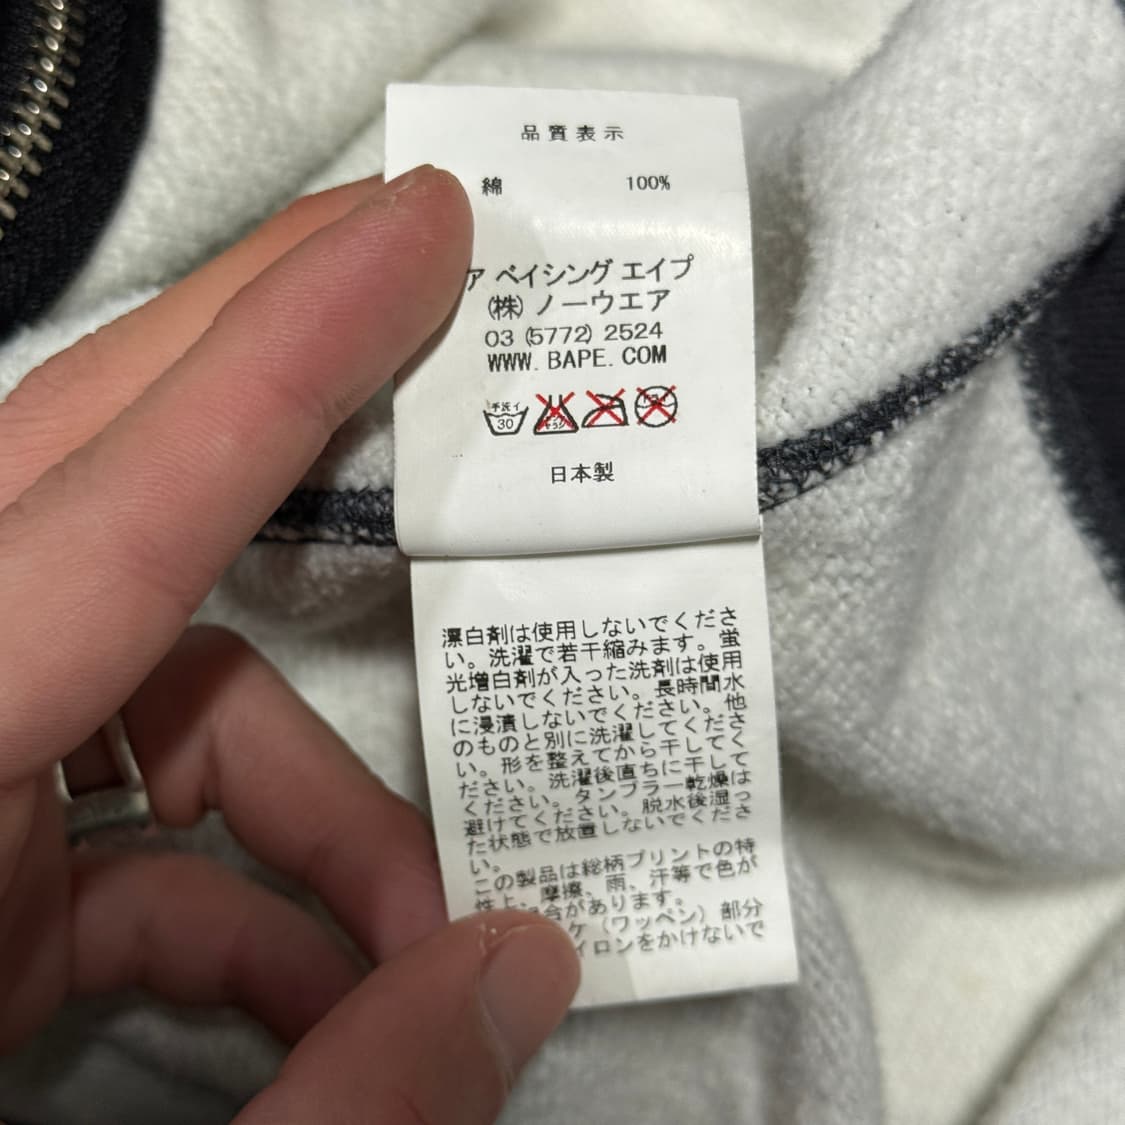 品質表示
綿 100%
ア ベイシング エイプ
(株) ノーウエア
03 (5772) 2524
WWW. BAPE. COM
手洗イ
30
日本製
漂白剤は使用しないでくださ
い。洗濯で若干縮みます。蛍
光増白剤が入った洗剤は使用
しないでください。長時間水
に浸漬しないでください。他
のものと別に洗濯してくださ
い。形を整えてから干してく
ださい。洗濯後直ちに干して
ください。タンブラー乾燥は
避けてください。脱水後湿っ
た状態で放置しないでくださ
い。
この製品は総柄プリントの特
性上、摩擦、雨、汗等で色が
合があります。
ケ (ワッペン) 部分
イロンをかけないで